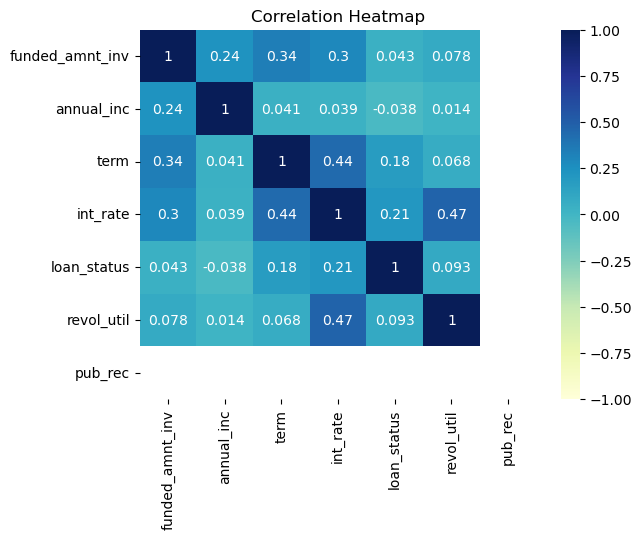 Correlation Heatmap
funded_amnt_inv 1 0.24 0.34 0.3 0.043 0.078
annual_inc 0.24 1 0.041 0.039 -0.038 0.014
term 0.34 0.041 1 0.44 0.18 0.068
int_rate 0.3 0.039 0.44 1 0.21 0.47
loan_status 0.043 -0.038 0.18 0.21 1 0.093
revol_util 0.078 0.014 0.068 0.47 0.093 1
pub_rec
funded_amnt_inv
annual_inc
term
int_rate
loan_status
revol_util
pub_rec
1.00
0.75
0.50
0.25
0.00
−0.25
−0.50
−0.75
−1.00